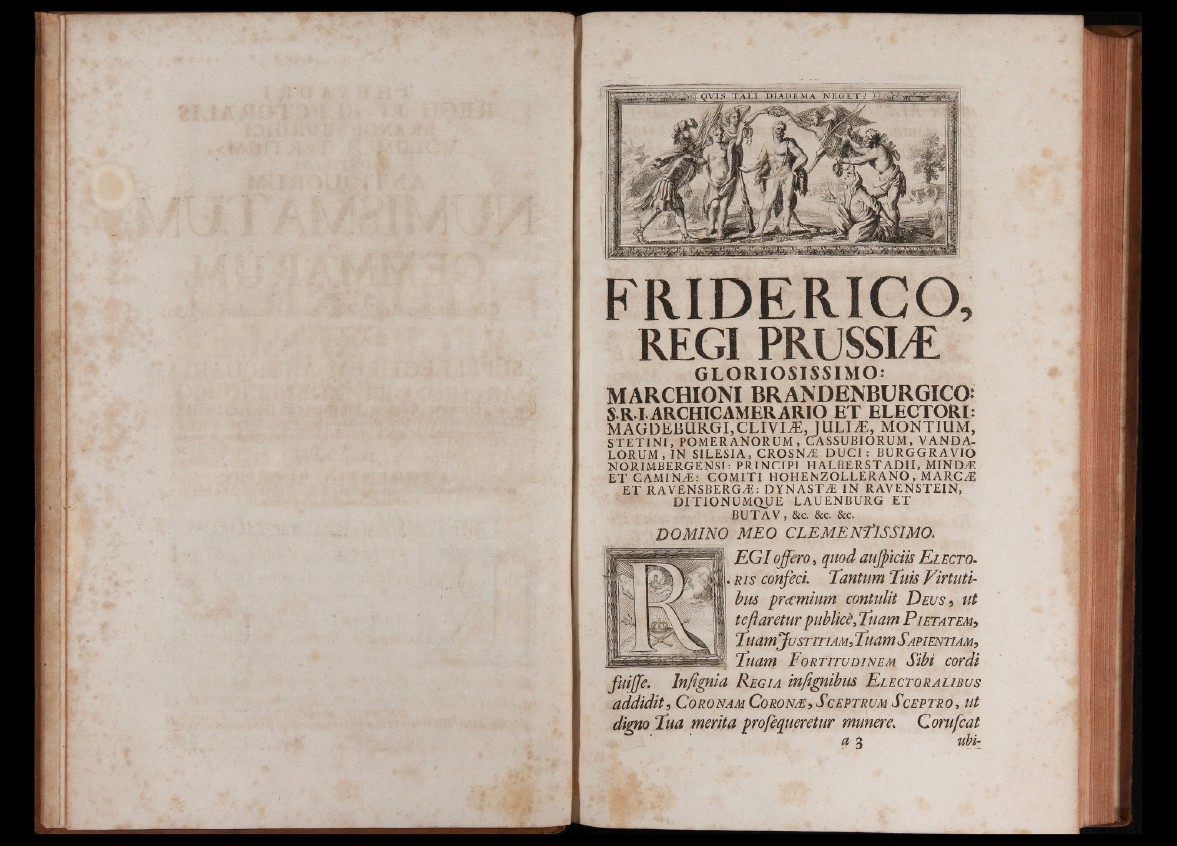 QVIS TALI DIADEMA NEGET?
FRIDERICO,
REGI PRUSSIÆ
GLORIOSISSIMO:
MARCHIONI BRANDENBURGICO:
S.R.I. ARCHICAMERARIO ET ELECTORI:
MAGDEBURGI, CLIVIÆ, JULIÆ, MONTIUM,
STETINI, POMERANORUM, CASSUBIORUM, VANDA-
LORUM, IN SILESIA, CROSNÆ DUCI: BURGGRAVIO
NORIMBERGENSI: PRINCIPI HALBERSTADII, MINDÆ
ET CAMINÆ: COMITI HOHENZOLLERANO, MARCÆ
ET RAVENSBERGÆ: DYNASTÆ IN RAVENSTEIN,
DITIONUMQUE LAUENBURG ET
BUTAV, &c. &c. &c.
DOMINO MEO CLEMENTISSIMO.
REGI offero, quod auſpiciis ELECTO-
RIS confeci. Tantum Tuis Virtuti-
bus præmium contulit DEUS, ut
teſtaretur publicè, Tuam PIETATEM,
Tuam JUSTITIAM, Tuam SAPIENTIAM,
Tuam FORTITUDINEM Sibi cordi
fuiſſe. Inſignia REGIA inſignibus ELECTORALIBUS
addidit, CORONAM CORONÆ, SCEPTRUM SCEPTRO, ut
digno Tua merita proſequeretur munere. Coruſcat
a 3 ubi-